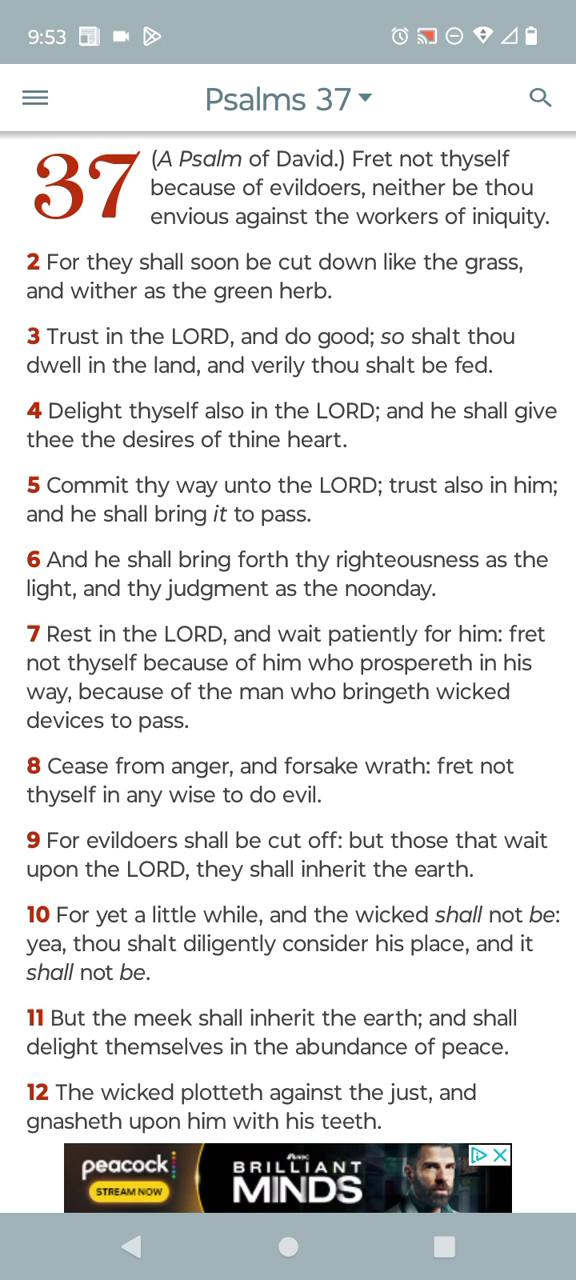 9:53
Psalms 37
37 (A Psalm of David.) Fret not thyself
because of evildoers, neither be thou
envious against the workers of iniquity.
2 For they shall soon be cut down like the grass,
and wither as the green herb.
3 Trust in the LORD, and do good; so shalt thou
dwell in the land, and verily thou shalt be fed.
4 Delight thyself also in the LORD; and he shall give
thee the desires of thine heart.
5 Commit thy way unto the LORD; trust also in him;
and he shall bring it to pass.
6 And he shall bring forth thy righteousness as the
light, and thy judgment as the noonday.
7 Rest in the LORD, and wait patiently for him: fret
not thyself because of him who prospereth in his
way, because of the man who bringeth wicked
devices to pass.
8 Cease from anger, and forsake wrath: fret not
thyself in any wise to do evil.
9 For evildoers shall be cut off: but those that wait
upon the LORD, they shall inherit the earth.
10 For yet a little while, and the wicked shall not be:
yea, thou shalt diligently consider his place, and it
shall not be.
11 But the meek shall inherit the earth; and shall
delight themselves in the abundance of peace.
12 The wicked plotteth against the just, and
gnasheth upon him with his teeth.
peacock
STREAM NOW
BRILLIANT
MINDS